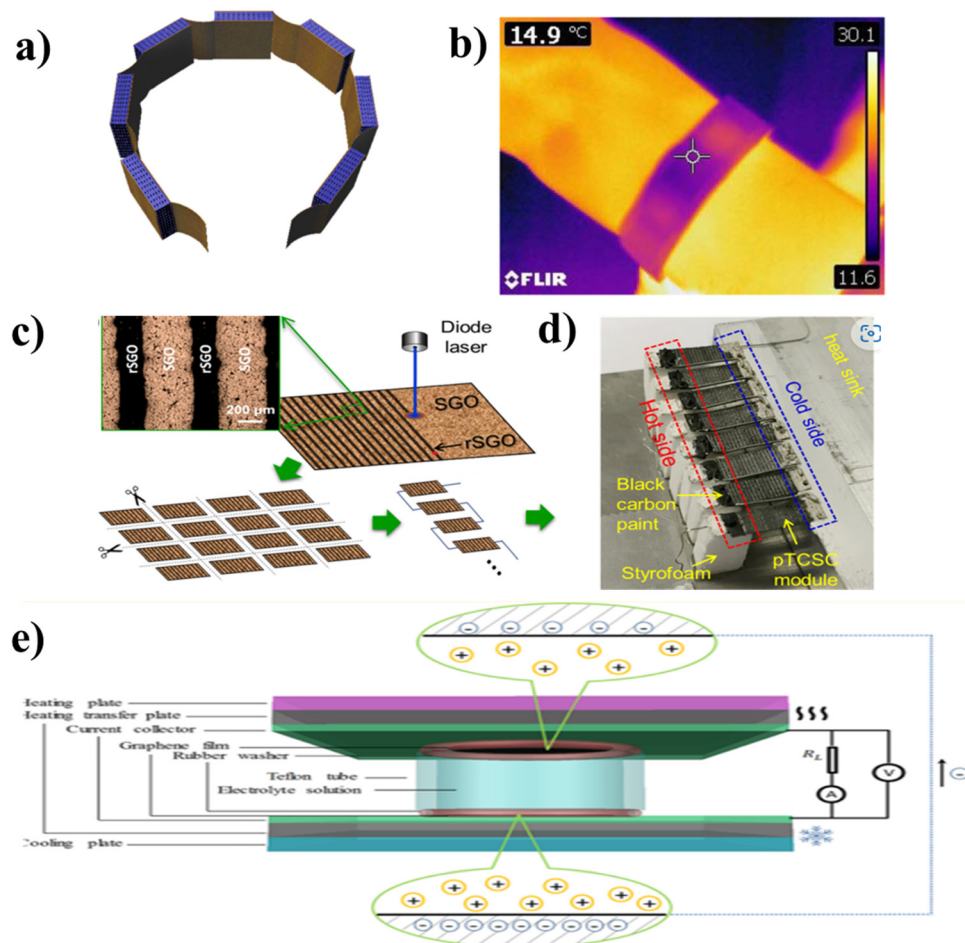 a)
b)
14.9 °C
30.1
11.6
FLIR
c)
rSGO
SGO
rSGO
SGO
200 μm
Diode
laser
SGO
rSGO
d)
heat sink
Cold side
Hot side
Black
carbon
paint
Styrofoam
pTCSC
module
e)
Heating plate
Heating transfer plate
Current collector
Graphene film
Rubber washer
Teflon tube
Electrolyte solution
Cooling plate
R_L
A
V